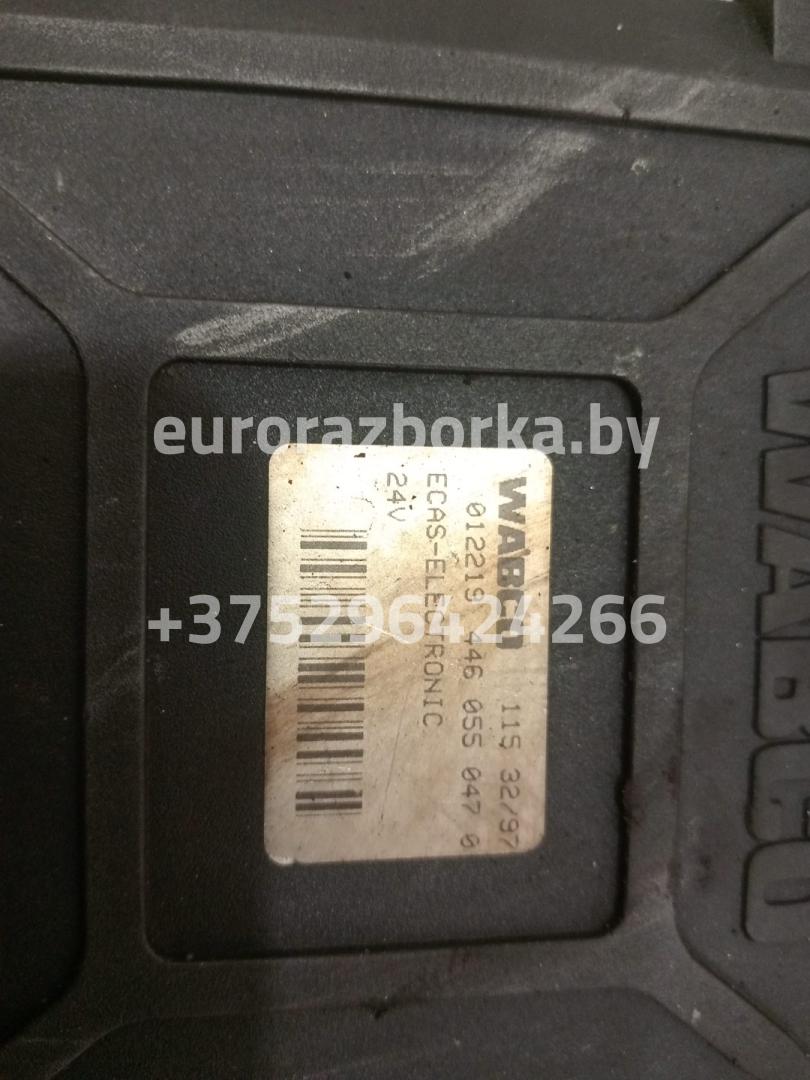 eurorazborka.by
+375296424266
WABCO 115 32/97
012219 446 055 047 0
ECAS-ELECTRONIC
24V
WABCO